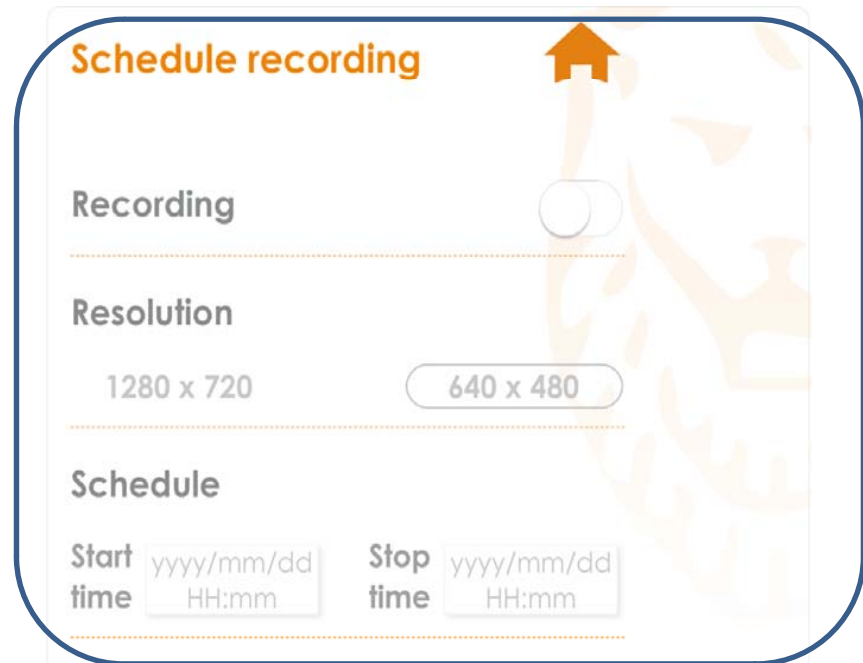 Schedule recording
Recording
Resolution
1280 x 720 640 x 480
Schedule
Start time yyyy/mm/dd HH:mm Stop time yyyy/mm/dd HH:mm